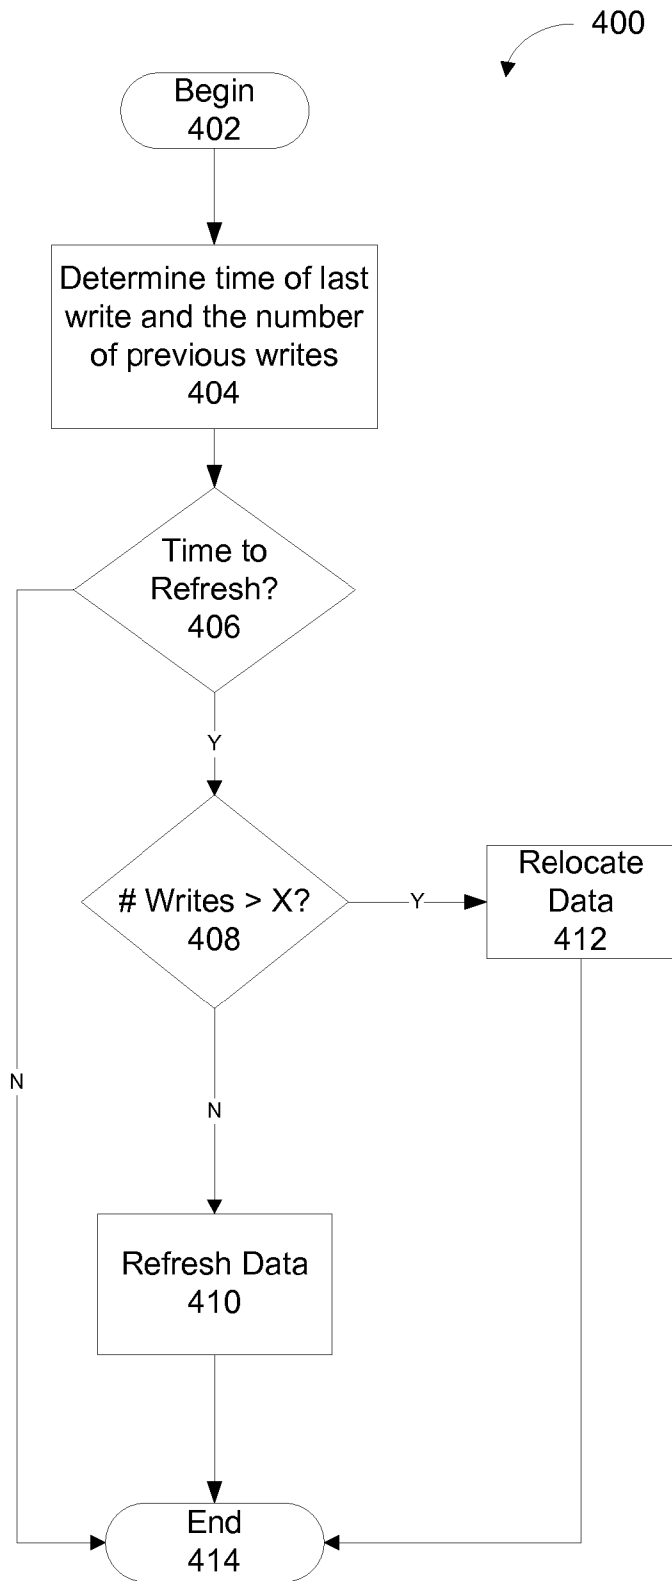 400
Begin
402
Determine time of last
write and the number
of previous writes
404
Time to
Refresh?
406
Y
# Writes > X?
408
Y
Relocate
Data
412
N
N
Refresh Data
410
End
414